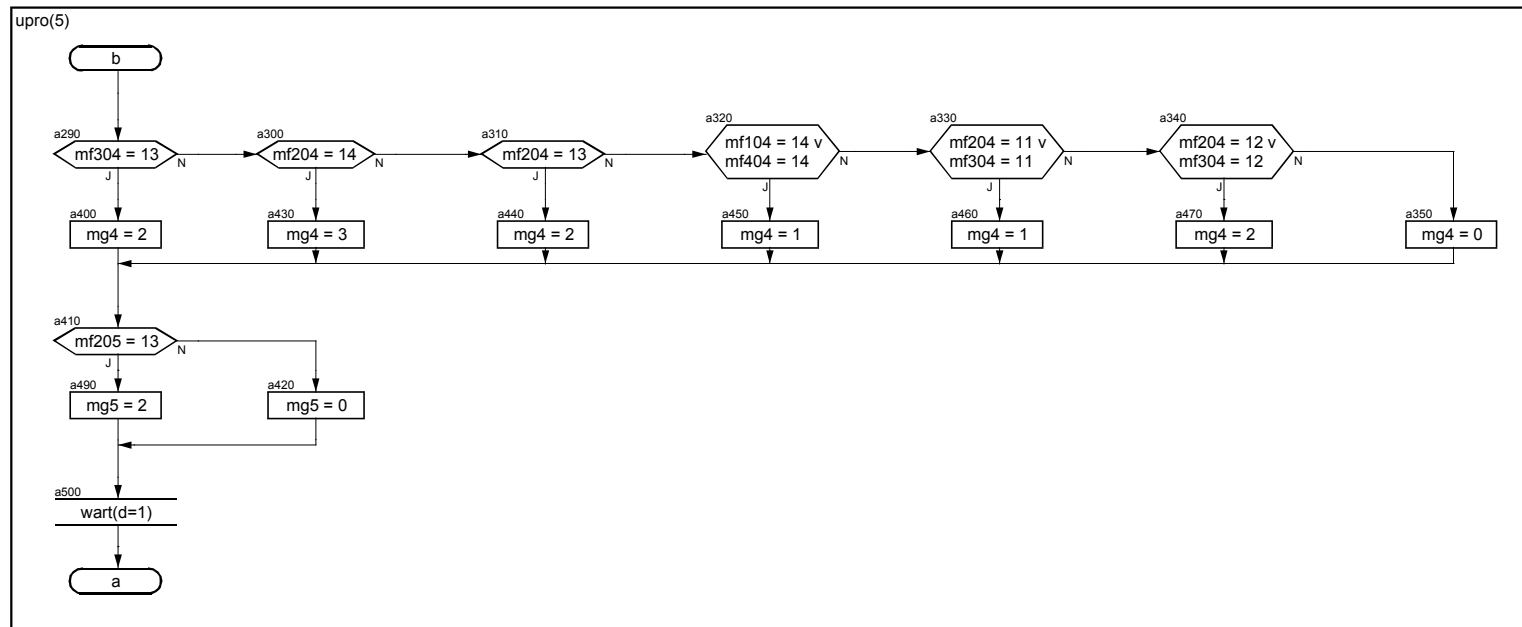 upro(5)
b
a290
mf304 = 13
N
J
a300
mf204 = 14
N
J
a310
mf204 = 13
N
J
a320
mf104 = 14 v
mf404 = 14
N
J
a330
mf204 = 11 v
mf304 = 11
N
J
a340
mf204 = 12 v
mf304 = 12
N
J
a400
mg4 = 2
a430
mg4 = 3
a440
mg4 = 2
a450
mg4 = 1
a460
mg4 = 1
a470
mg4 = 2
a350
mg4 = 0
a410
mf205 = 13
N
J
a490
mg5 = 2
a420
mg5 = 0
a500
wart(d=1)
a